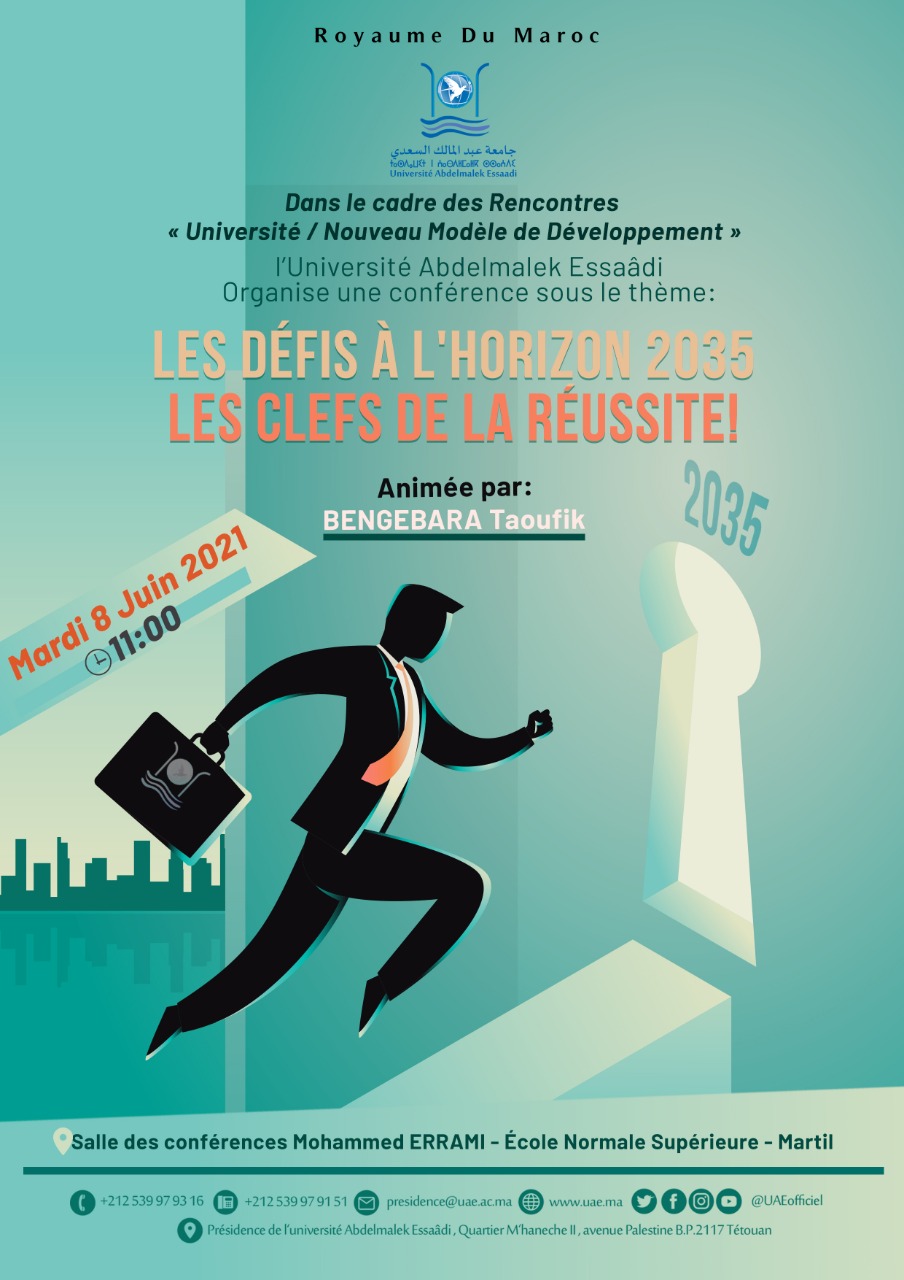 Royaume Du Maroc
جامعة عبد المالك السعدي
Université Abdelmalek Essaadi
Dans le cadre des Rencontres
« Université / Nouveau Modèle de Développement »
l'Université Abdelmalek Essaâdi
Organise une conférence sous le thème:
LES DÉFIS À L'HORIZON 2035
LES CLEFS DE LA RÉUSSITE!
Animée par:
BENGEBARA Taoufik
2035
Mardi 8 Juin 2021
11:00
Salle des conférences Mohammed ERRAMI - École Normale Supérieure - Martil
+212 539 97 93 16 +212 539 97 91 51 presidence@uae.ac.ma www.uae.ma @UAEofficiel
Présidence de l'université Abdelmalek Essaâdi , Quartier M'haneche II , avenue Palestine B.P.2117 Tétouan